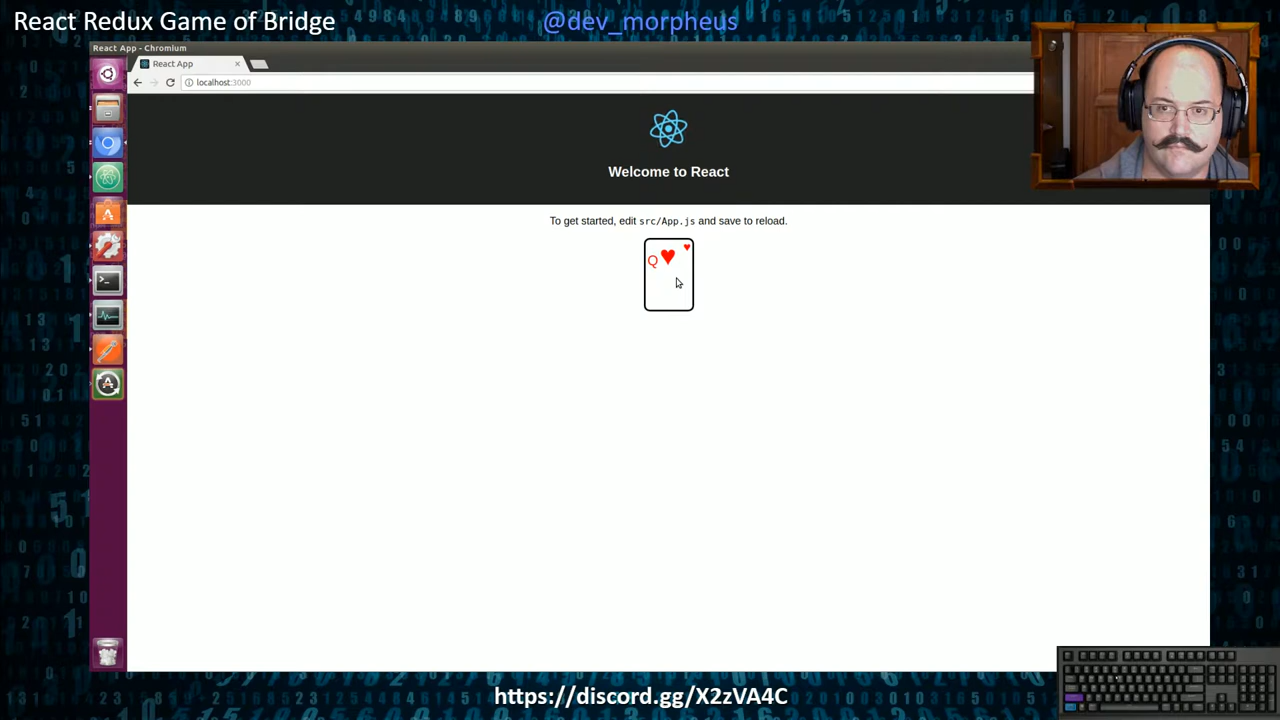 React Redux Game of Bridge
@dev_morpheus
React App - Chromium
React App
localhost:3000
Welcome to React
To get started, edit src/App.js and save to reload.
♥
Q♥
https://discord.gg/X2zVA4C